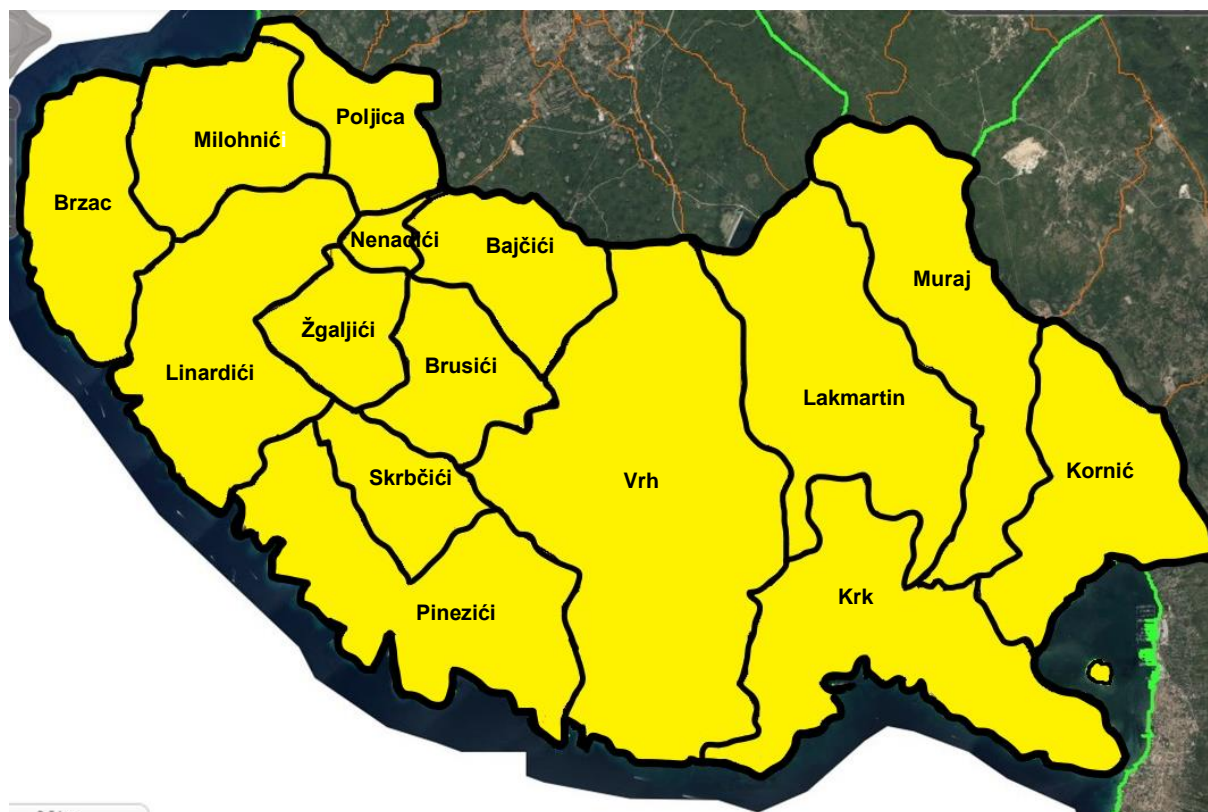 Poljica
Milohnići
Brzac
Nenadići
Bajčići
Muraj
Žgaljići
Linardići
Brusići
Lakmartin
Skrbčići
Vrh
Kornić
Pinezići
Krk